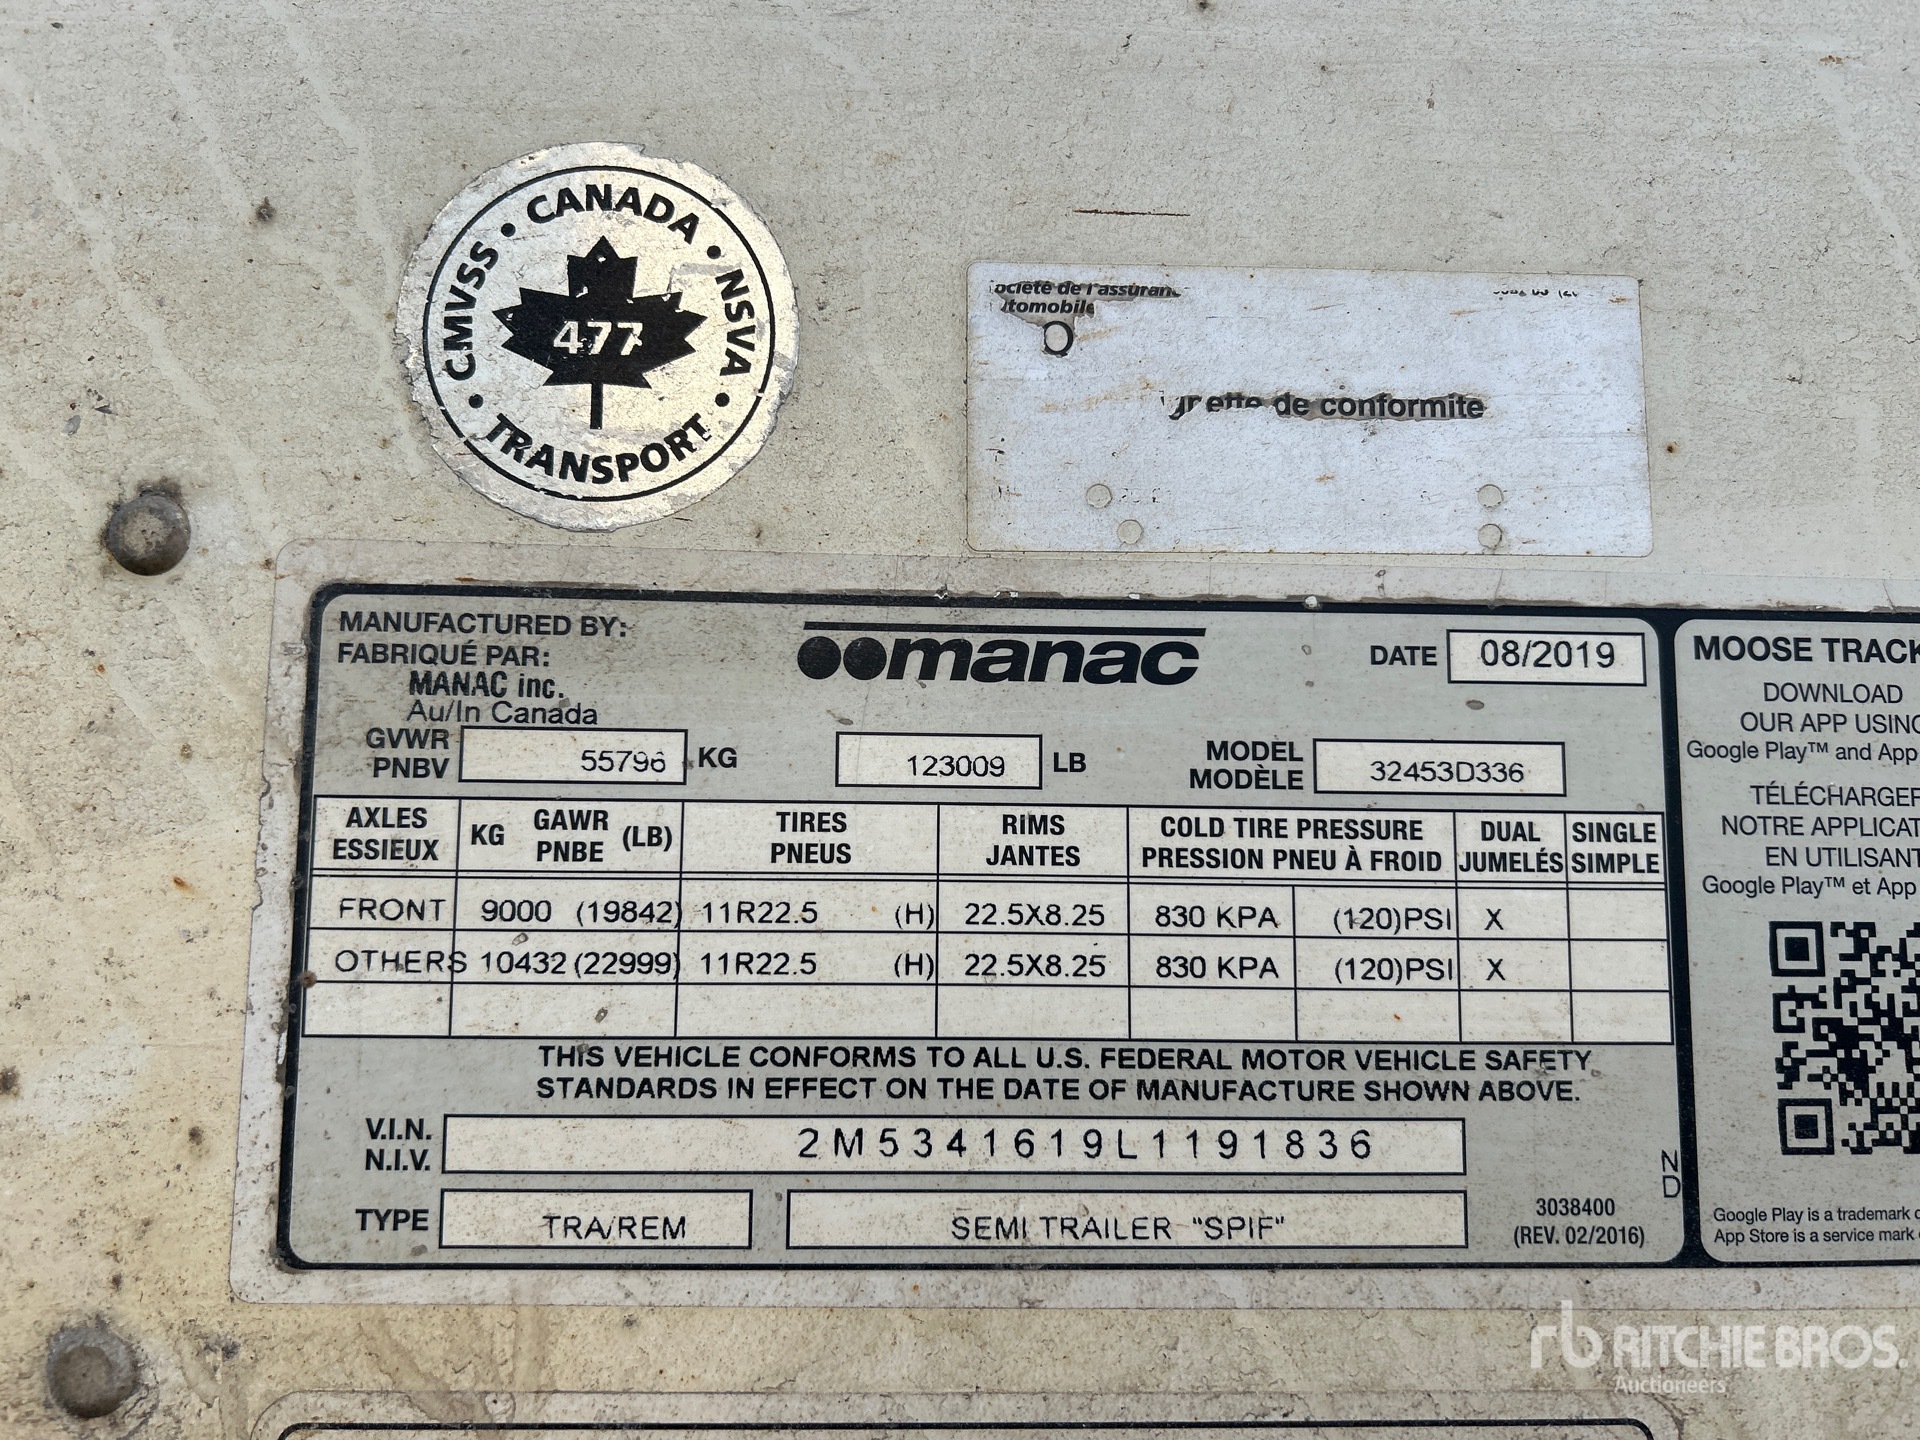 CANADA
CMVSS • • NSVA
477
• TRANSPORT •
ociété de l'assuran
utomobile
de conformité
MANUFACTURED BY:
FABRIQUÉ PAR:
MANAC inc.
Au/In Canada
manac
DATE 08/2019
GVWR
PNBV
55796 KG
123009 LB
MODEL
MODÈLE
32453D336
AXLES
ESSIEUX
KG GAWR (LB)
PNBE
TIRES
PNEUS
RIMS
JANTES
COLD TIRE PRESSURE
PRESSION PNEU À FROID
DUAL
JUMELÉS
SINGLE
SIMPLE
FRONT 9000 (19842) 11R22.5 (H) 22.5X8.25 830 KPA (120)PSI X
OTHERS 10432 (22999) 11R22.5 (H) 22.5X8.25 830 KPA (120)PSI X
THIS VEHICLE CONFORMS TO ALL U.S. FEDERAL MOTOR VEHICLE SAFETY
STANDARDS IN EFFECT ON THE DATE OF MANUFACTURE SHOWN ABOVE.
V.I.N.
N.I.V.
2M5341619L1191836
TYPE TRA/REM SEMI TRAILER "SPIF"
3038400
(REV. 02/2016)
ND
MOOSE TRACK
DOWNLOAD
OUR APP USING
Google Play™ and App
TÉLÉCHARGER
NOTRE APPLICAT
EN UTILISANT
Google Play™ et App
Google Play is a trademark
App Store is a service mark
rb RITCHIE BROS.
Auctioneers